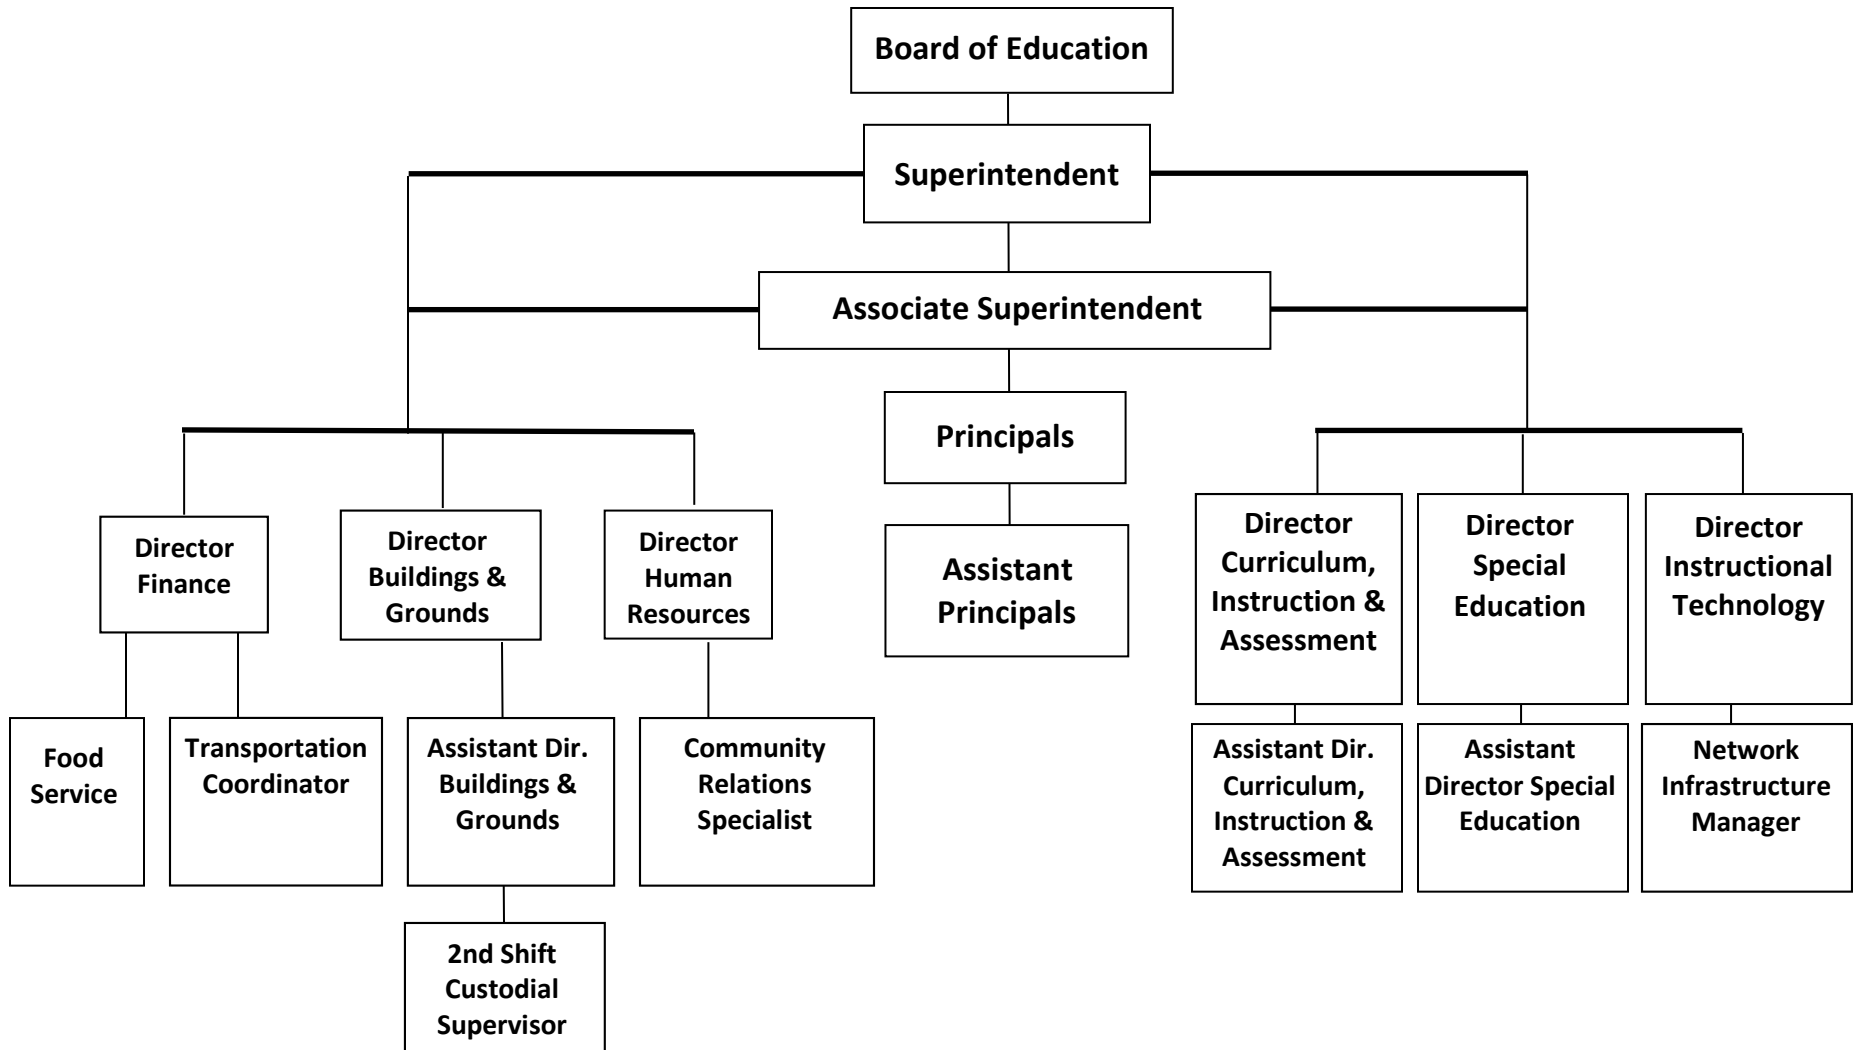 Board of Education
Superintendent
Associate Superintendent
Principals
Assistant
Principals
Director
Finance
Director
Buildings &
Grounds
Director
Human
Resources
Director
Curriculum,
Instruction &
Assessment
Director
Special
Education
Director
Instructional
Technology
Food
Service
Transportation
Coordinator
Assistant Dir.
Buildings &
Grounds
Community
Relations
Specialist
Assistant Dir.
Curriculum,
Instruction &
Assessment
Assistant
Director Special
Education
Network
Infrastructure
Manager
2nd Shift
Custodial
Supervisor